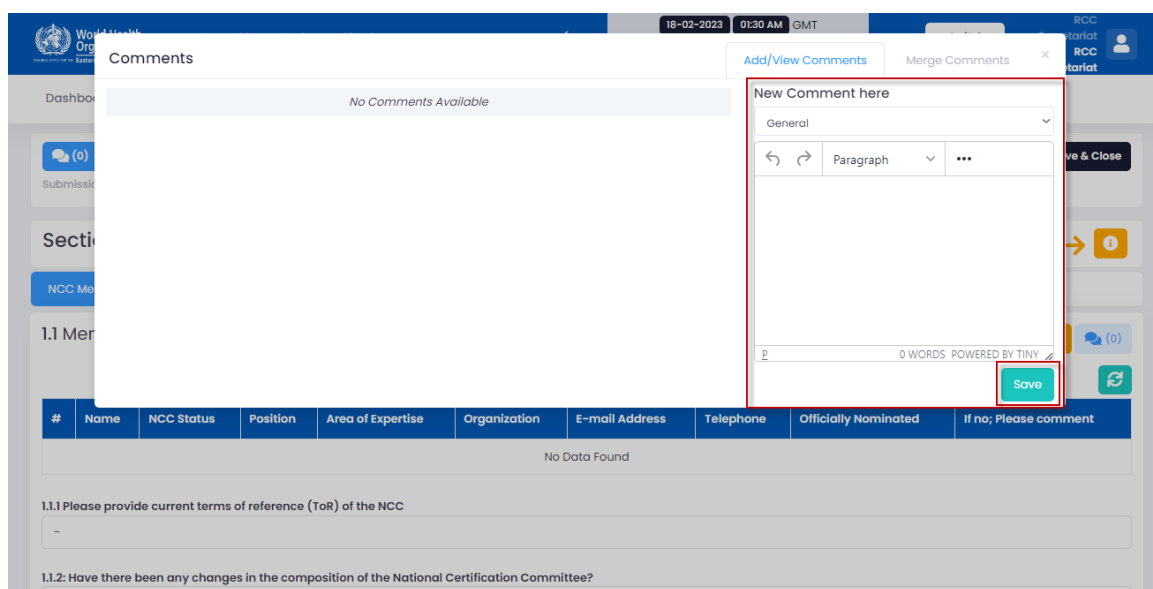 18-02-2023 01:30 AM GMT
RCC
RCC
Comments
Add/View Comments
Merge Comments
×
No Comments Available
New Comment here
General
Paragraph
P
0 WORDS POWERED BY TINY
Save
(0)
(0)
1.1
# Name NCC Status Position Area of Expertise Organization E-mail Address Telephone Officially Nominated If no; Please comment
No Data Found
1.1.1 Please provide current terms of reference (ToR) of the NCC
-
1.1.2: Have there been any changes in the composition of the National Certification Committee?